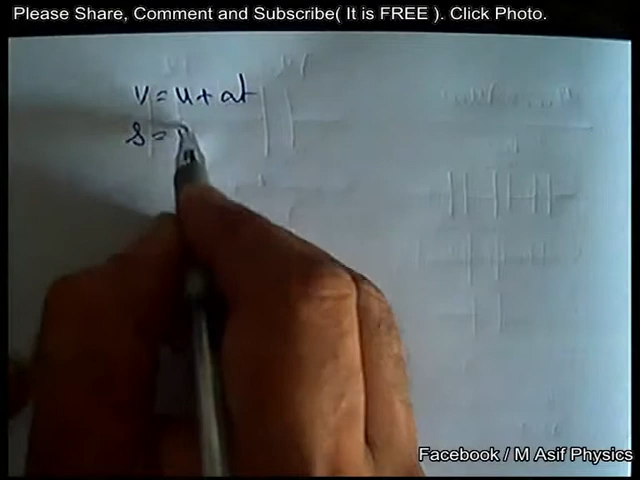 Please Share, Comment and Subscribe( It is FREE ). Click Photo.
v = u + at
s =
Facebook / M Asif Physics